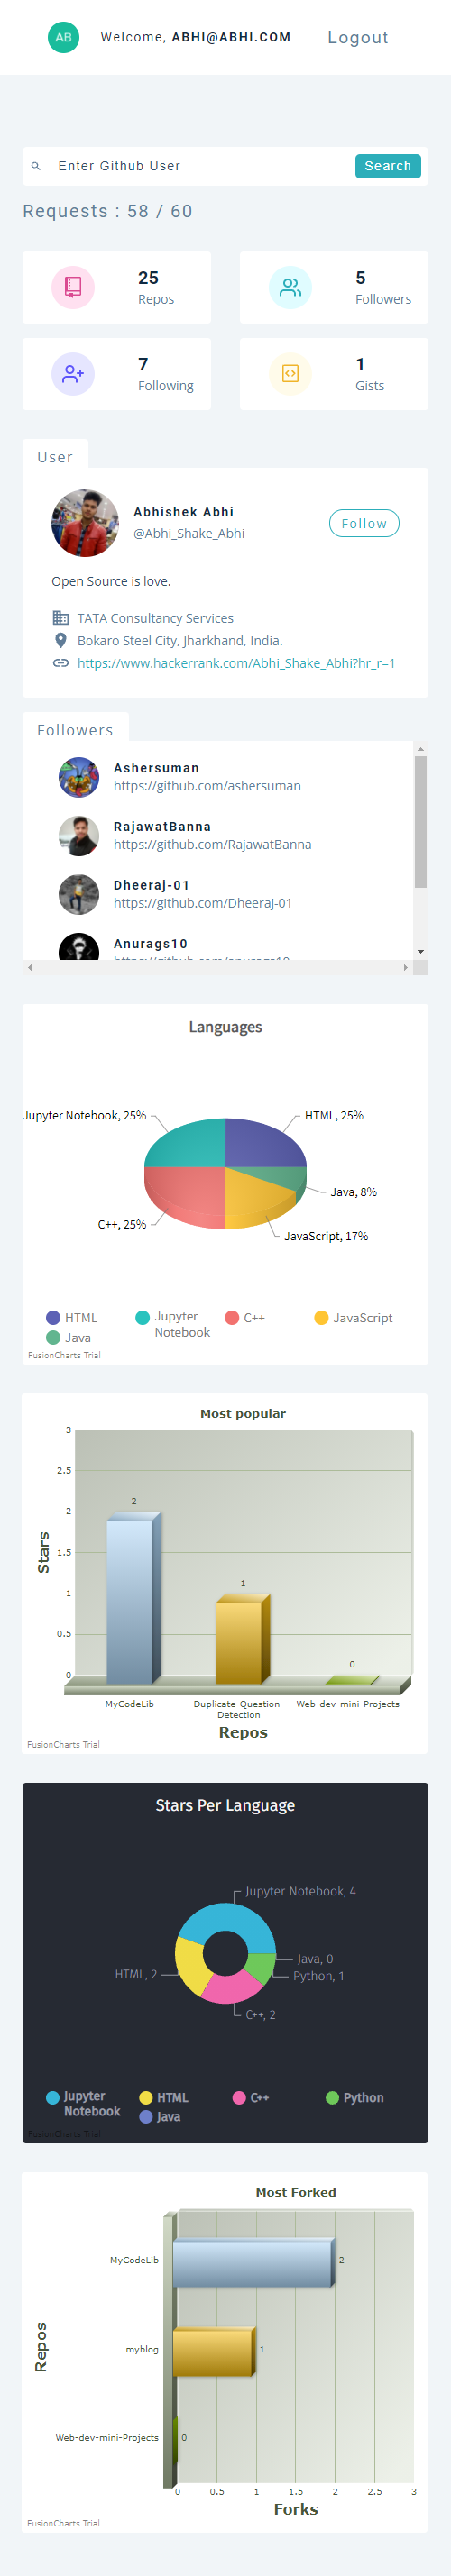 AB
Welcome, ABHI@ABHI.COM
Logout
Enter Github User
Search
Requests : 58 / 60
25
Repos
5
Followers
7
Following
1
Gists
User
Abhishek Abhi
@Abhi_Shake_Abhi
Follow
Open Source is love.
TATA Consultancy Services
Bokaro Steel City, Jharkhand, India.
https://www.hackerrank.com/Abhi_Shake_Abhi?hr_r=1
Followers
Ashersuman
https://github.com/ashersuman
RajawatBanna
https://github.com/RajawatBanna
Dheeraj-01
https://github.com/Dheeraj-01
Anurags10
https://github.com/anurags10
Languages
Jupyter Notebook, 25%
HTML, 25%
Java, 8%
C++, 25%
JavaScript, 17%
HTML
Jupyter
Notebook
C++
JavaScript
Java
FusionCharts Trial
Most popular
3
2.5
2
1.5
1
0.5
0
Stars
2
1
0
MyCodeLib
Duplicate-Question-
Detection
Web-dev-mini-Projects
Repos
FusionCharts Trial
Stars Per Language
Jupyter Notebook, 4
Java, 0
Python, 1
HTML, 2
C++, 2
Jupyter
Notebook
HTML
C++
Python
Java
FusionCharts Trial
Most Forked
MyCodeLib
2
myblog
1
Web-dev-mini-Projects
0
Repos
0
0.5
1
1.5
2
2.5
3
Forks
FusionCharts Trial